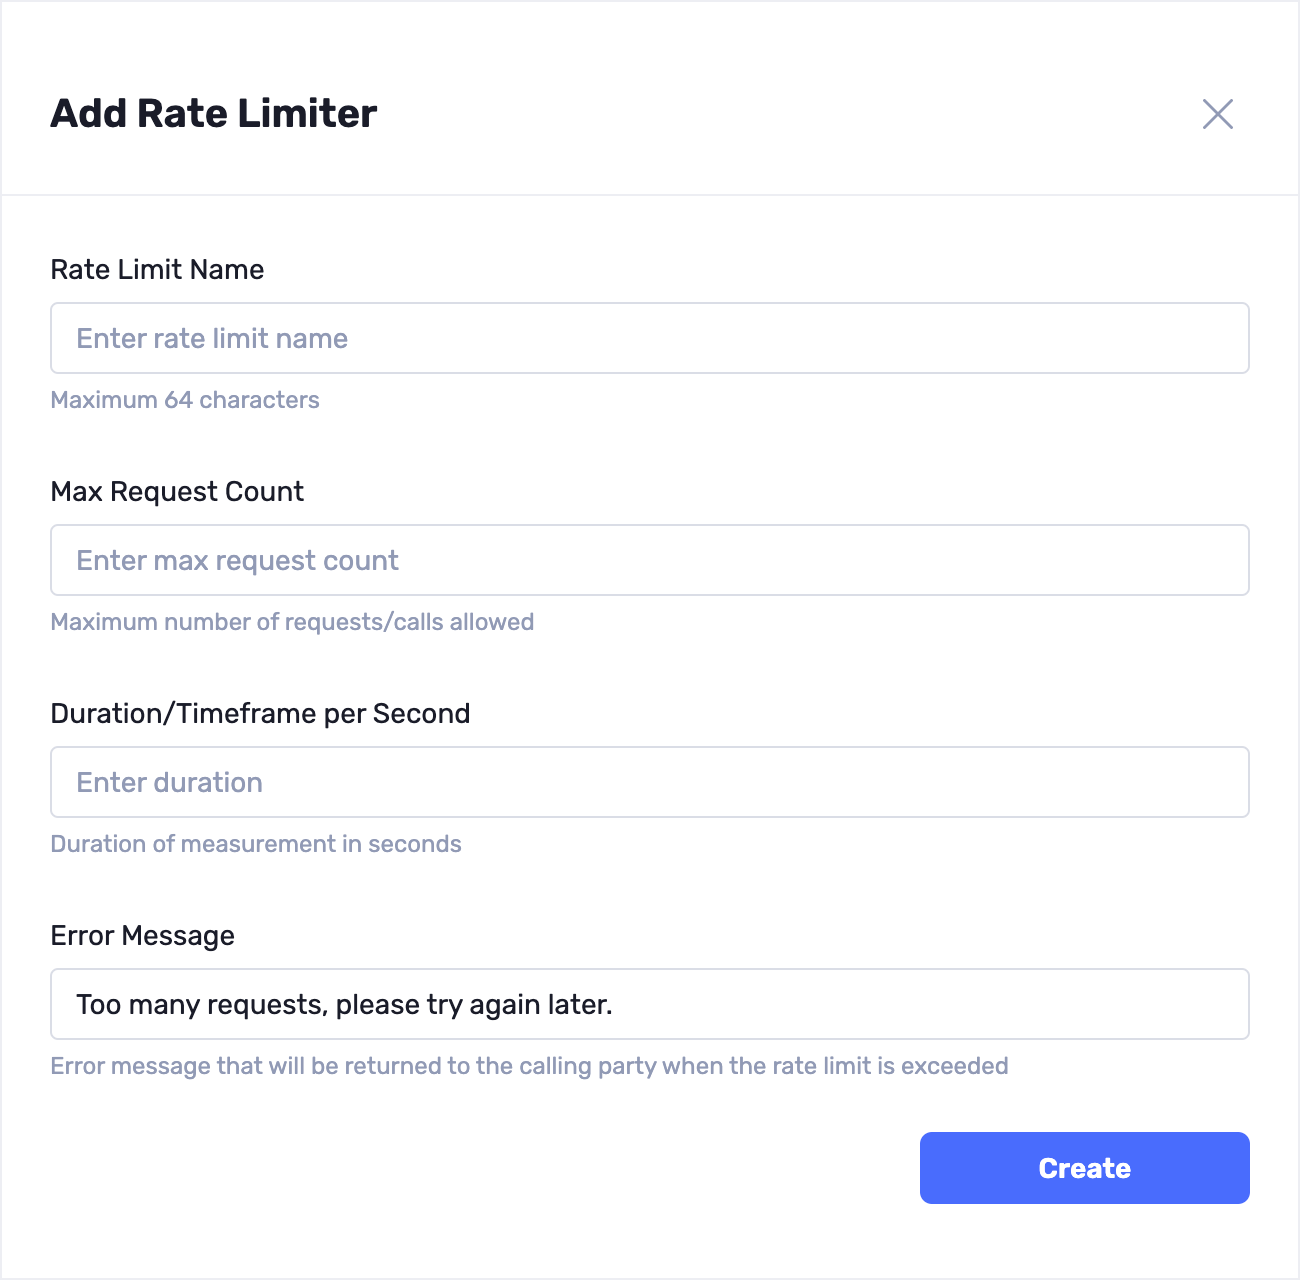 Add Rate Limiter
Rate Limit Name
Enter rate limit name
Maximum 64 characters
Max Request Count
Enter max request count
Maximum number of requests/calls allowed
Duration/Timeframe per Second
Enter duration
Duration of measurement in seconds
Error Message
Too many requests, please try again later.
Error message that will be returned to the calling party when the rate limit is exceeded
Create